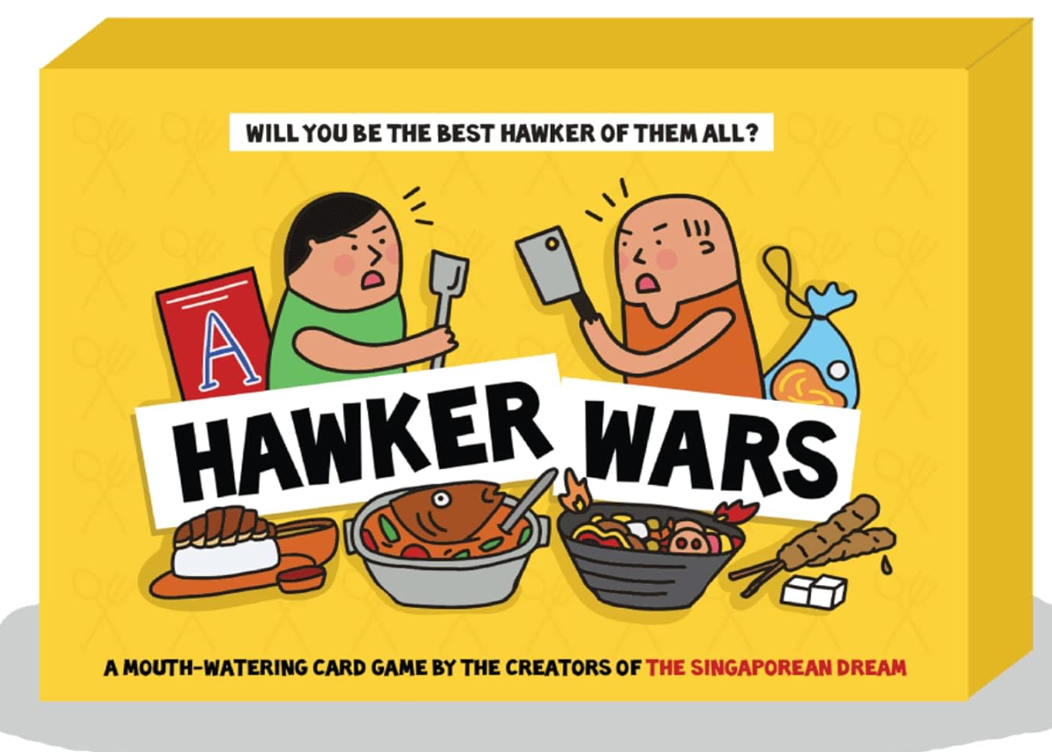 WILL YOU BE THE BEST HAWKER OF THEM ALL?
A
HAWKER WARS
A MOUTH-WATERING CARD GAME BY THE CREATORS OF THE SINGAPOREAN DREAM